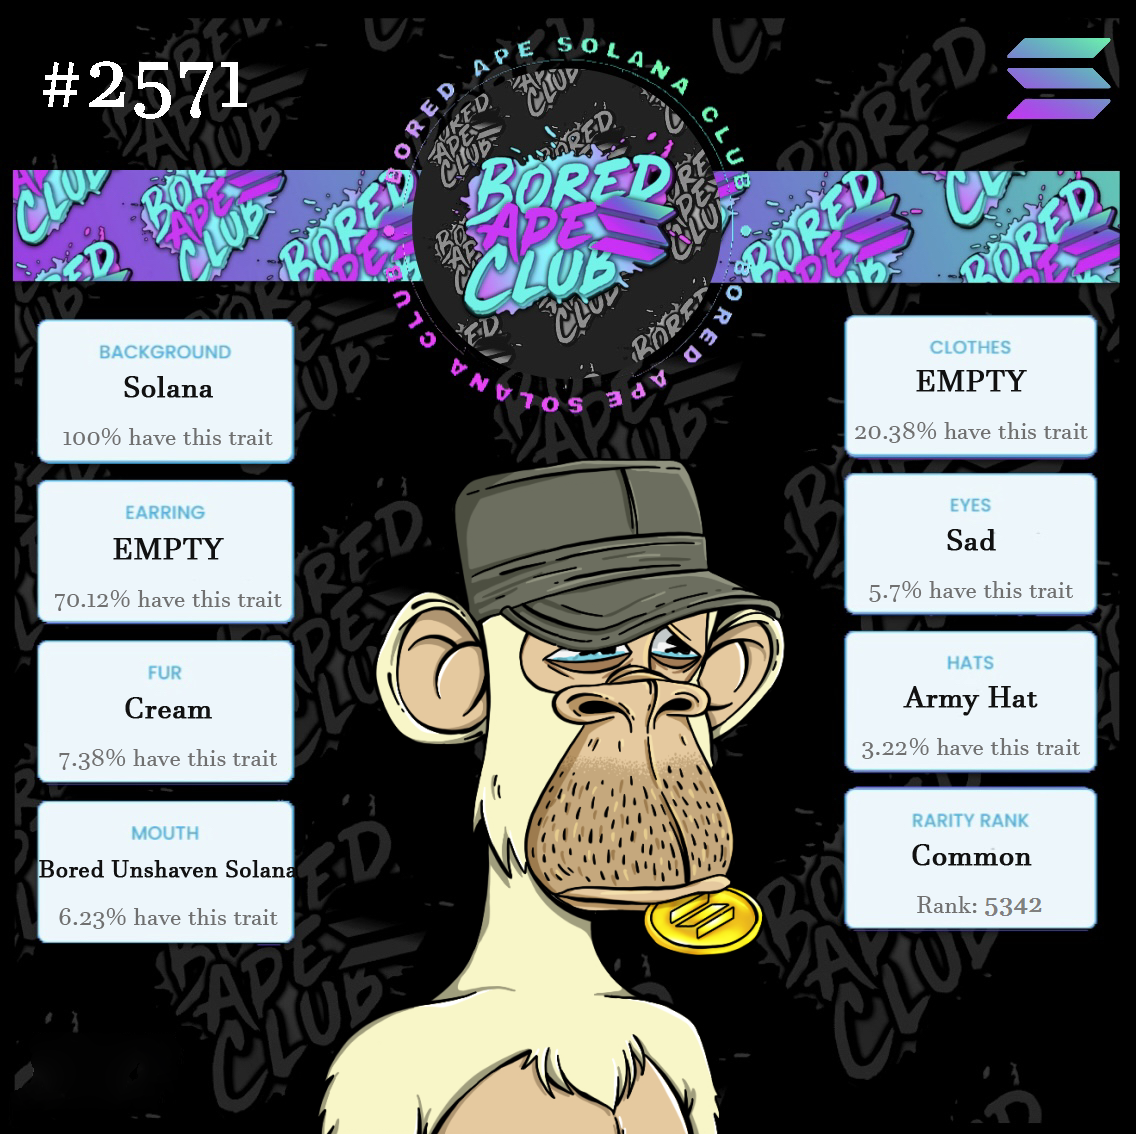 #2571
BORED APE SOLANA CLUB
BORED
APE
CLUB
BORED APE SOLANA CLUB
BACKGROUND
Solana
100% have this trait
EARRING
EMPTY
70.12% have this trait
FUR
Cream
7.38% have this trait
MOUTH
Bored Unshaven Solana
6.23% have this trait
CLOTHES
EMPTY
20.38% have this trait
EYES
Sad
5.7% have this trait
HATS
Army Hat
3.22% have this trait
RARITY RANK
Common
Rank: 5342